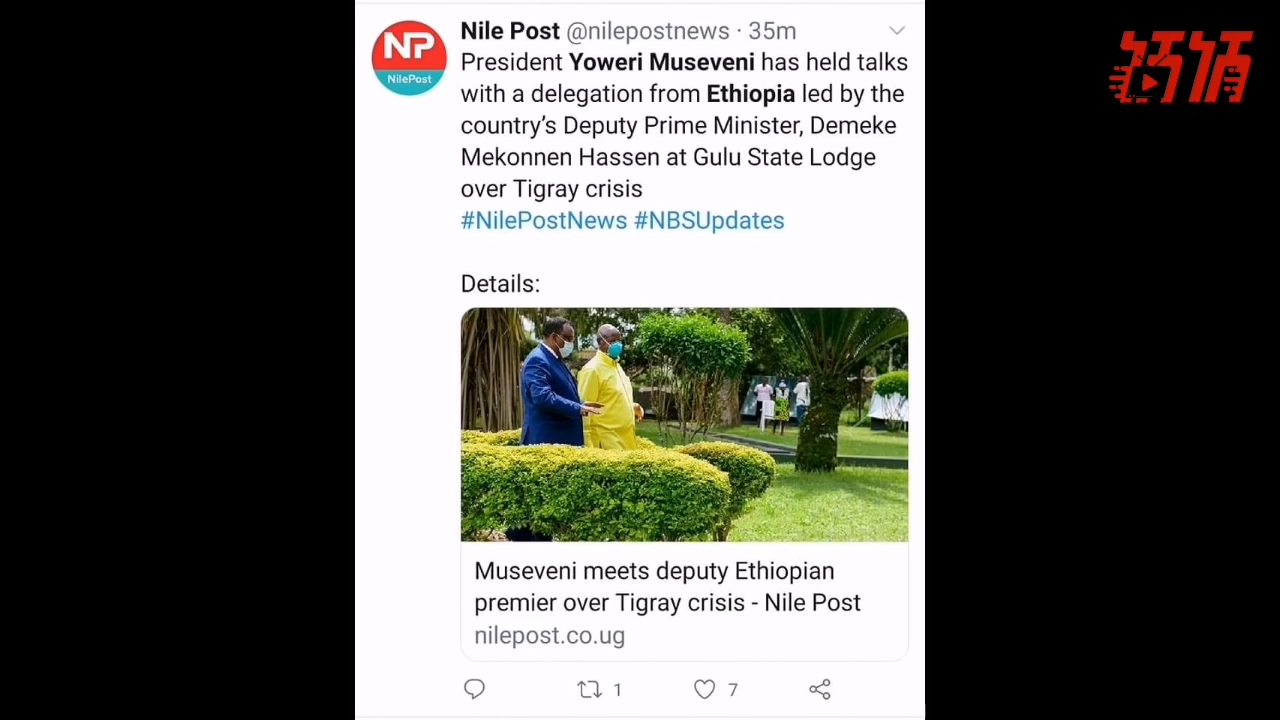 Nile Post @nilepostnews · 35m
NP
NilePost
President Yoweri Museveni has held talks
with a delegation from Ethiopia led by the
country’s Deputy Prime Minister, Demeke
Mekonnen Hassen at Gulu State Lodge
over Tigray crisis
#NilePostNews #NBSUpdates
Details:
Museveni meets deputy Ethiopian
premier over Tigray crisis - Nile Post
nilepost.co.ug
1
7